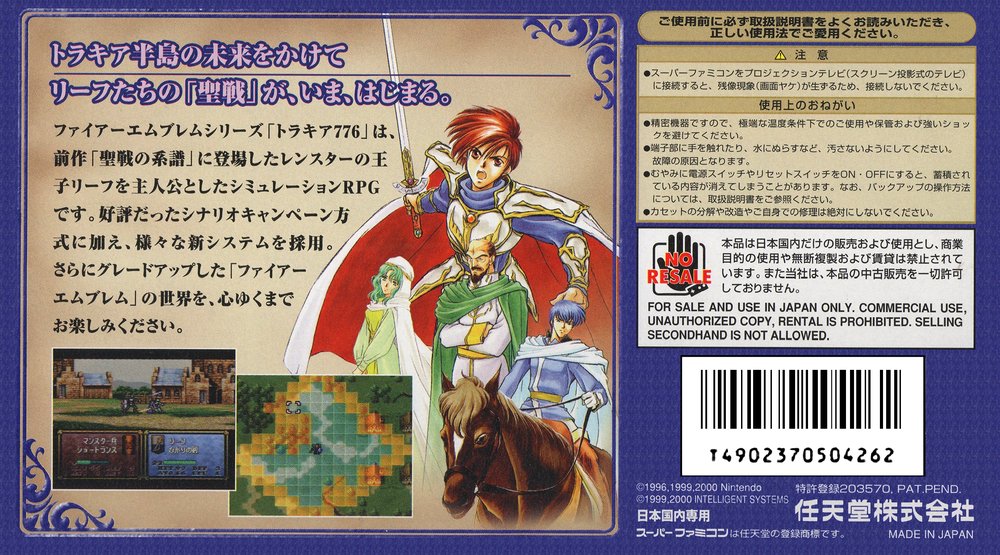 トラキア半島の未来をかけて
リーフたちの「聖戦」が、いま、はじまる。
ファイアーエムブレムシリーズ「トラキア776」は、
前作「聖戦の系譜」に登場したレンスターの王
子リーフを主人公としたシミュレーションRPG
です。好評だったシナリオキャンペーン方
式に加え、様々な新システムを採用。
さらにグレードアップした「ファイアー
エムブレム」の世界を、心ゆくまで
お楽しみください。
マンスター兵
ショートランス
リーフ
ひかりの剣
ご使用前に必ず取扱説明書をよくお読みいただき、
正しい使用法でご愛用ください。
⚠ 注意
●スーパーファミコンをプロジェクションテレビ(スクリーン投影式のテレビ)
に接続すると、残像現象(画面ヤケ)が生ずるため、接続しないでください。
使用上のおねがい
●精密機器ですので、極端な温度条件下でのご使用や保管および強いショッ
クを避けてください。
●端子部に手を触れたり、水にぬらすなど、汚さないようにしてください。
故障の原因となります。
●むやみに電源スイッチやリセットスイッチをON・OFFにすると、蓄積され
ている内容が消えてしまうことがあります。なお、バックアップの操作方法
については、取扱説明書をご参照ください。
●カセットの分解や改造やご自身での修理は絶対にしないでください。
NO
RESALE
本品は日本国内だけの販売および使用とし、商業
目的の使用や無断複製および賃貸は禁止されて
います。また当社は、本品の中古販売を一切許可
しておりません。
FOR SALE AND USE IN JAPAN ONLY. COMMERCIAL USE,
UNAUTHORIZED COPY, RENTAL IS PROHIBITED. SELLING
SECONDHAND IS NOT ALLOWED.
T4902370504262
©1996,1999,2000 Nintendo
©1999,2000 INTELLIGENT SYSTEMS
特許登録203570, PAT.PEND.
日本国内専用
任天堂株式会社
スーパーファミコンは任天堂の登録商標です。
MADE IN JAPAN